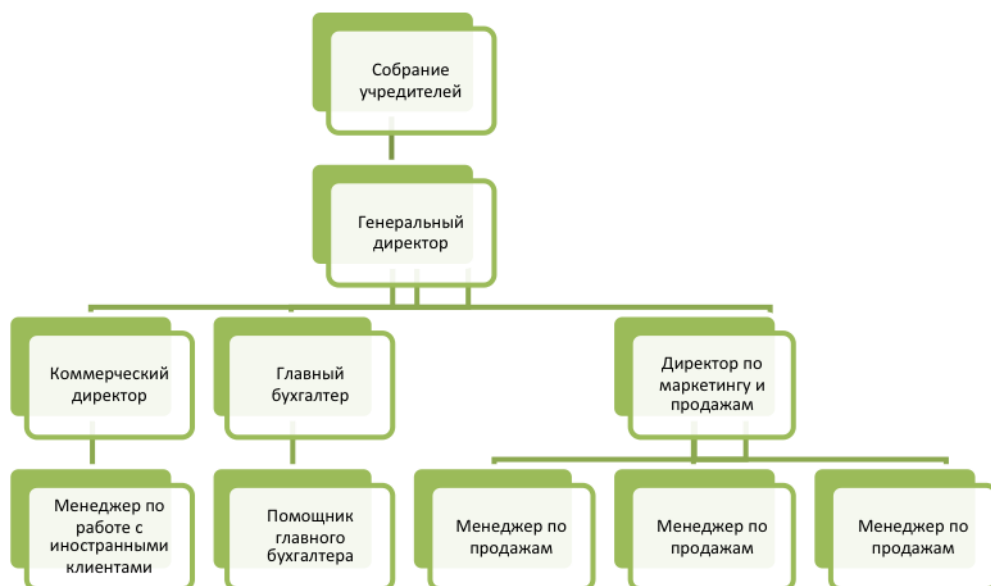 Собрание
учредителей
Генеральный
директор
Коммерческий
директор
Главный
бухгалтер
Директор по
маркетингу и
продажам
Менеджер по
работе с
иностранными
клиентами
Помощник
главного
бухгалтера
Менеджер по
продажам
Менеджер по
продажам
Менеджер по
продажам